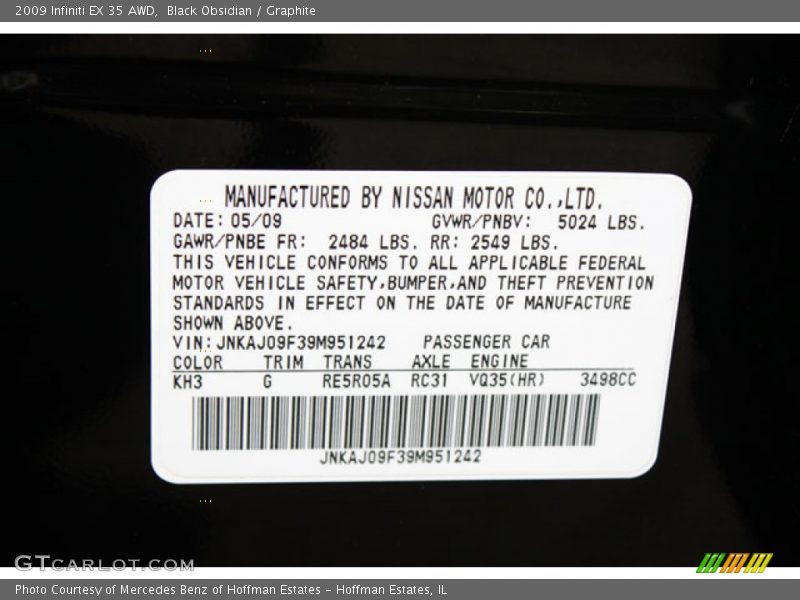 2009 Infiniti EX 35 AWD,  Black Obsidian / Graphite
MANUFACTURED BY NISSAN MOTOR CO.,LTD.
DATE: 05/09 GVWR/PNBV: 5024 LBS.
GAWR/PNBE FR: 2484 LBS. RR: 2549 LBS.
THIS VEHICLE CONFORMS TO ALL APPLICABLE FEDERAL
MOTOR VEHICLE SAFETY,BUMPER,AND THEFT PREVENTION
STANDARDS IN EFFECT ON THE DATE OF MANUFACTURE
SHOWN ABOVE.
VIN: JNKAJ09F39M951242 PASSENGER CAR
COLOR TRIM TRANS AXLE ENGINE
KH3 G RE5R05A RC31 VQ35(HR) 3498CC
JNKAJ09F39M951242
GTCARLOT.COM
Photo Courtesy of Mercedes Benz of Hoffman Estates - Hoffman Estates, IL